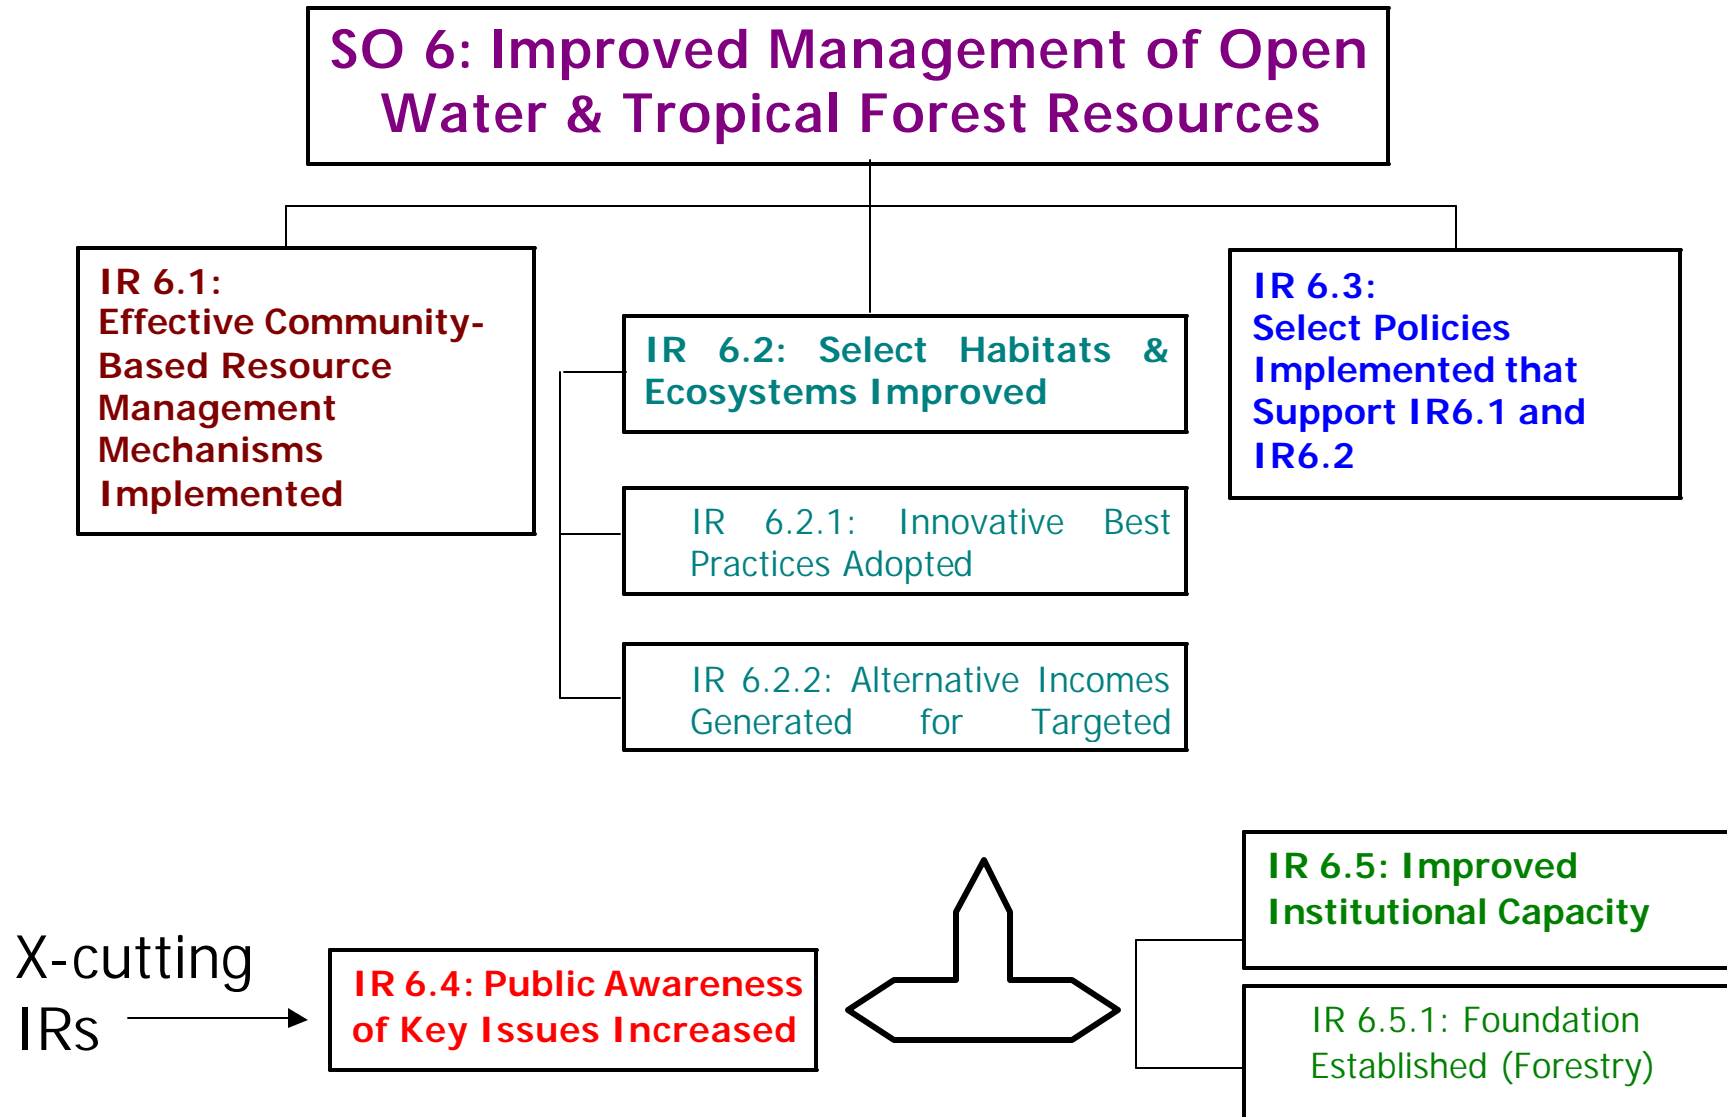 SO 6: Improved Management of Open
Water & Tropical Forest Resources
IR 6.1:
Effective Community-
Based Resource
Management
Mechanisms
Implemented
IR 6.2: Select Habitats &
Ecosystems Improved
IR 6.2.1: Innovative Best
Practices Adopted
IR 6.2.2: Alternative Incomes
Generated for Targeted
IR 6.3:
Select Policies
Implemented that
Support IR6.1 and
IR6.2
X-cutting
IRs
IR 6.4: Public Awareness
of Key Issues Increased
IR 6.5: Improved
Institutional Capacity
IR 6.5.1: Foundation
Established (Forestry)